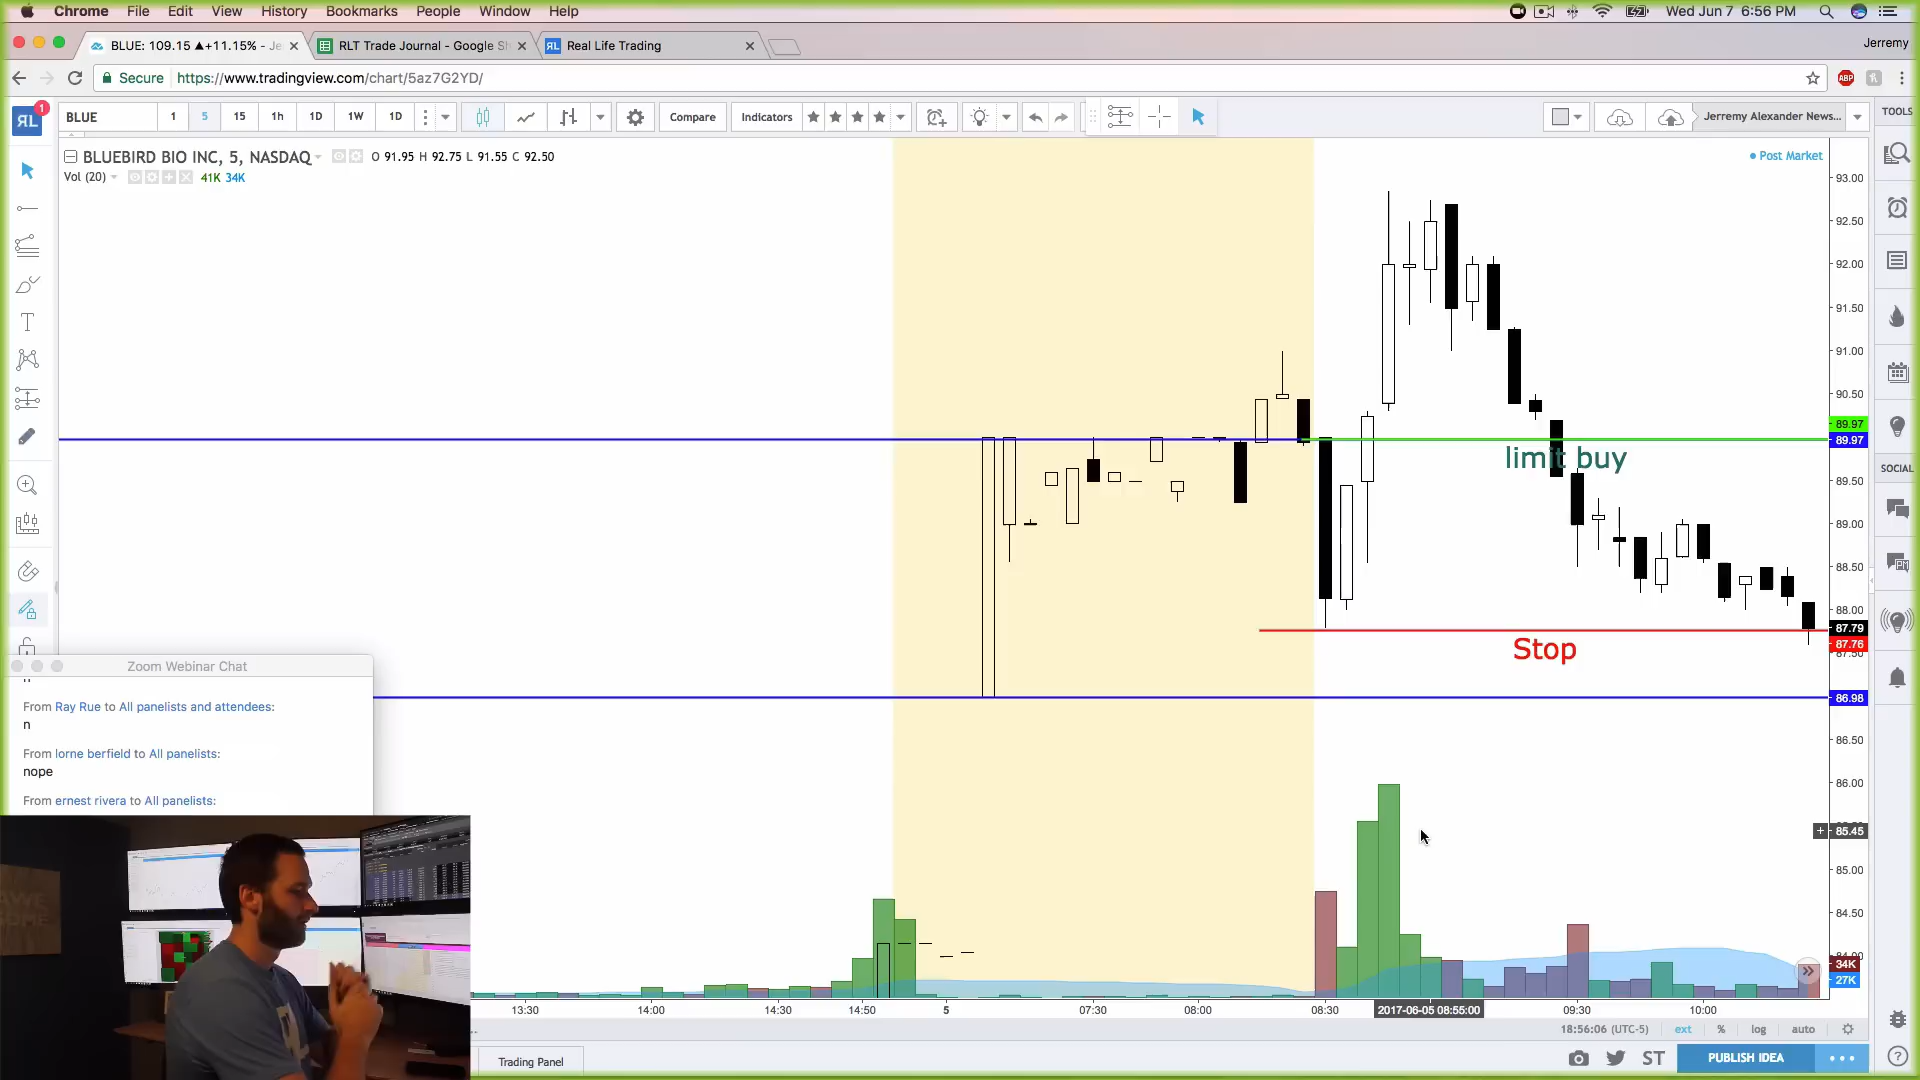 Chrome File Edit View History Bookmarks People Window Help
Wed Jun 7 6:56 PM
BLUE: 109.15 ▲+11.15% - Je
RLT Trade Journal - Google Sh
Real Life Trading
Jerremy
Secure https://www.tradingview.com/chart/5az7G2YD/
ABP
RL 1
BLUE 1 5 15 1h 1D 1W 1D Compare Indicators
Jerremy Alexander News...
TOOLS
BLUEBIRD BIO INC, 5, NASDAQ O 91.95 H 92.75 L 91.55 C 92.50
Post Market
Vol (20) 41K 34K
93.00
92.50
92.00
91.50
91.00
90.50
89.97
89.97
limit buy
SOCIAL
89.50
89.00
88.50
88.00
87.79
87.76
87.50
Stop
86.98
86.50
86.00
85.45
85.00
84.50
34K
27K
Zoom Webinar Chat
From Ray Rue to All panelists and attendees:
n
From lorne berfield to All panelists:
nope
From ernest rivera to All panelists:
AWE
SOME
13:30 14:00 14:30 14:50 5 07:30 08:00 08:30 2017-06-05 08:55:00 09:30 10:00
18:56:06 (UTC-5) ext % log auto
Trading Panel
ST PUBLISH IDEA